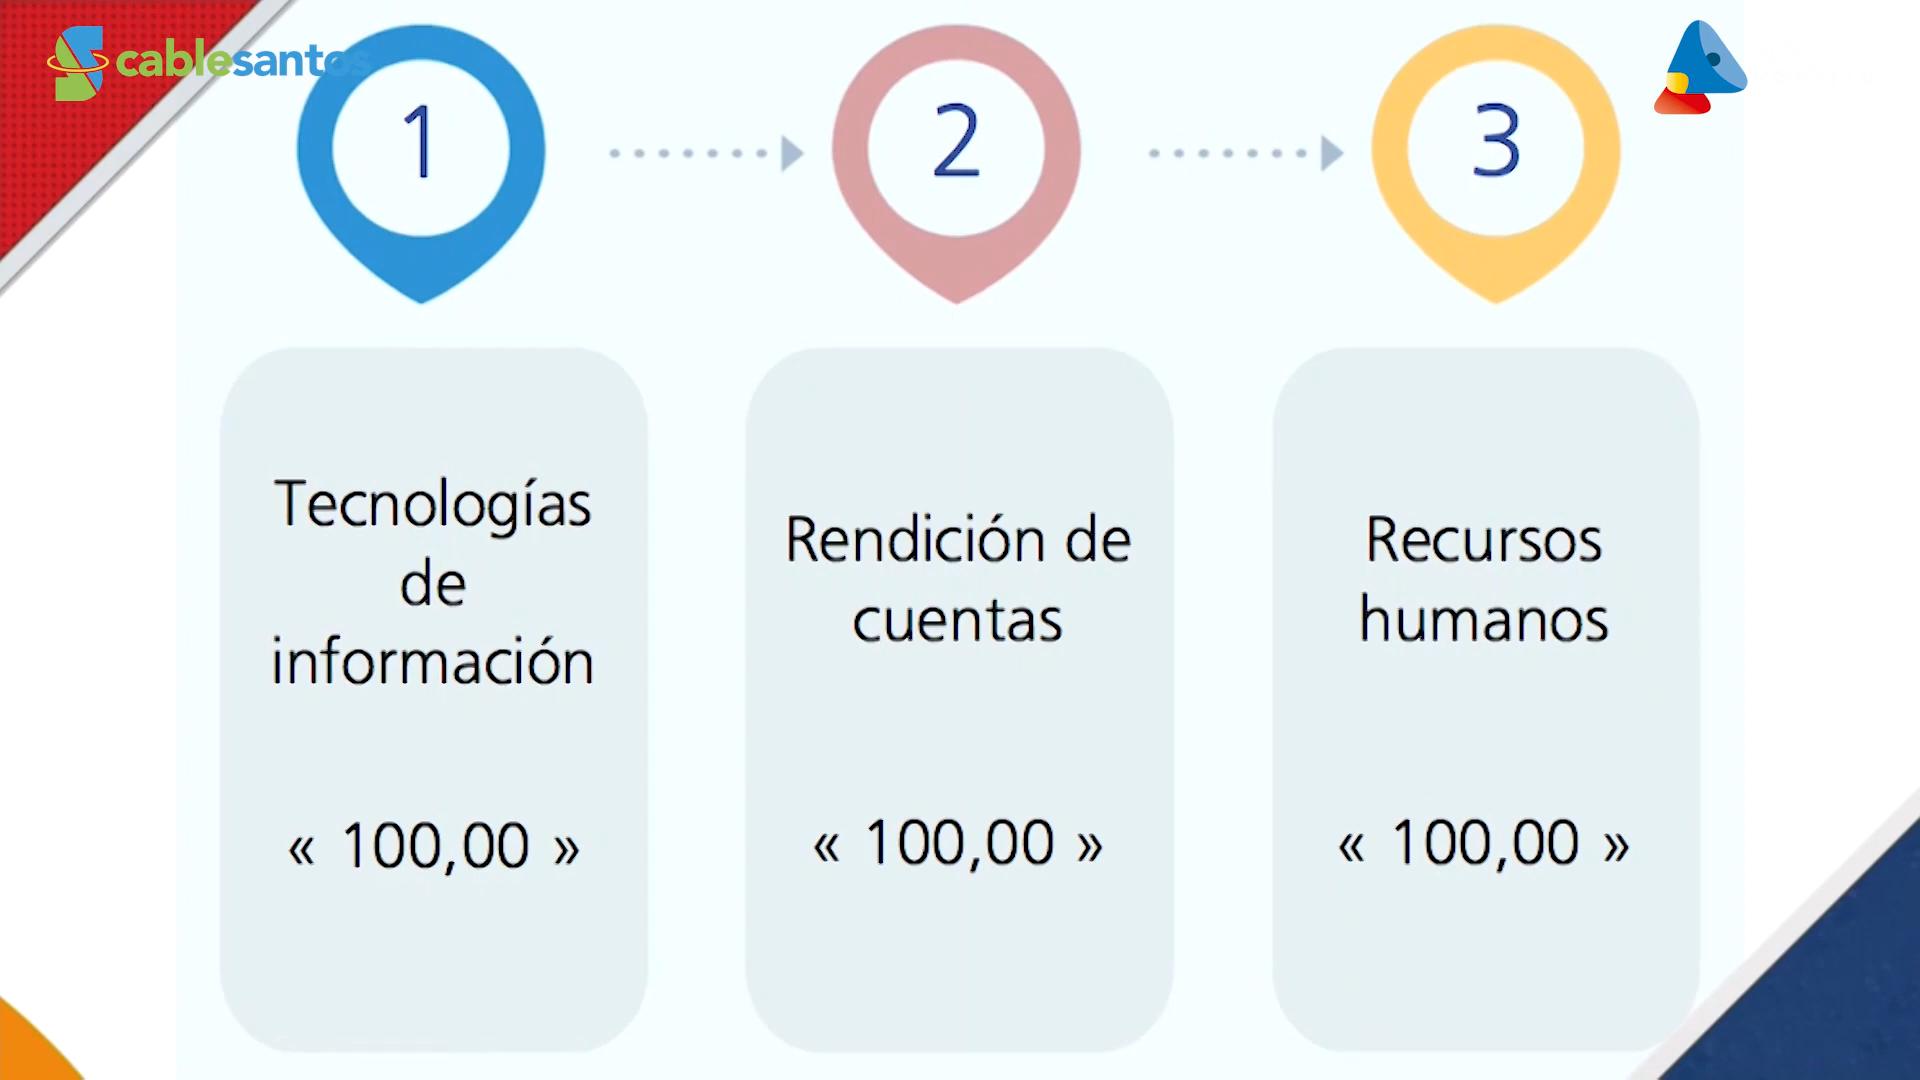 cablesantos
1
2
3
Tecnologías
de
información
« 100,00 »
Rendición de
cuentas
« 100,00 »
Recursos
humanos
« 100,00 »